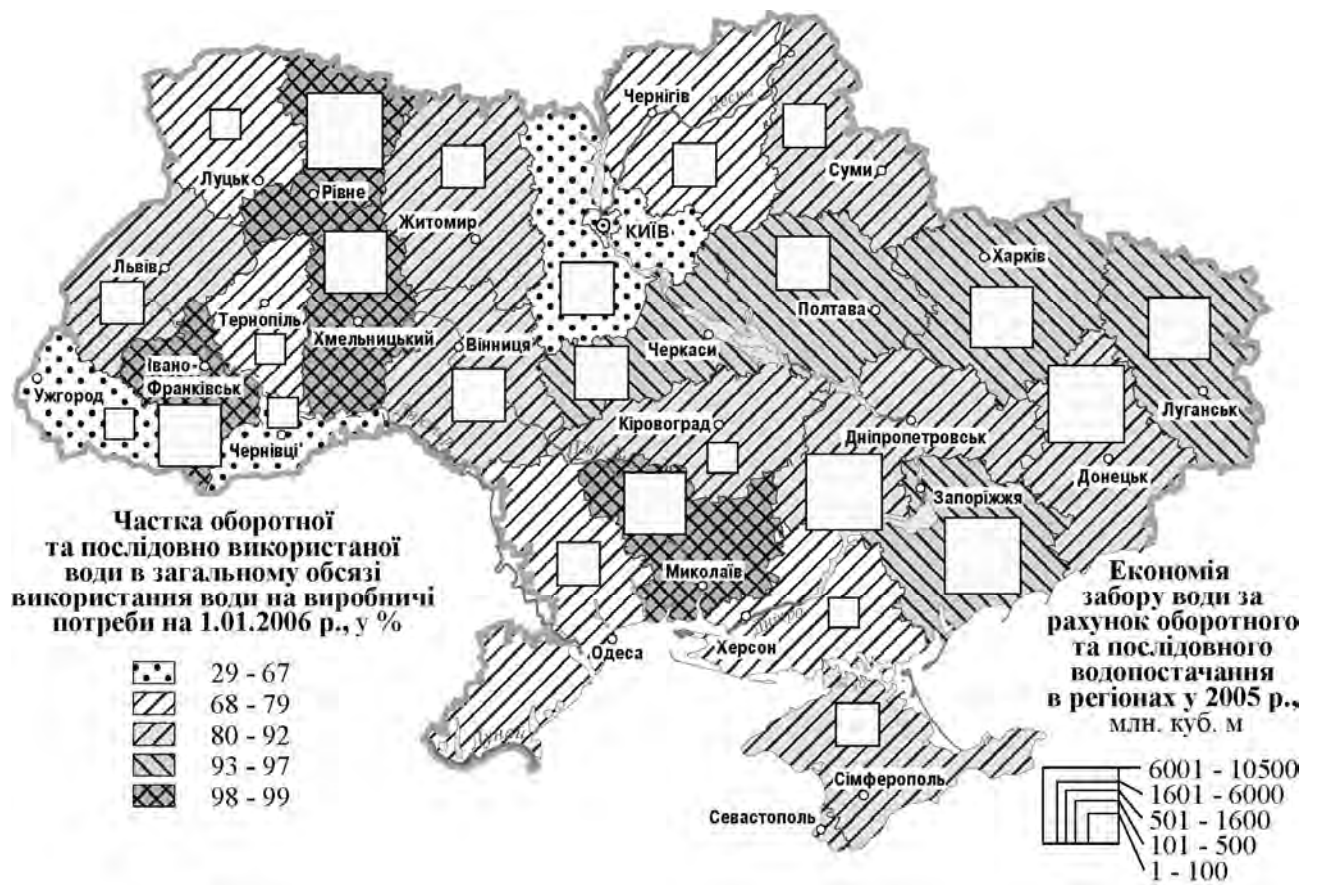 Чернігів
Десна
Суми
Луцьк
Рівне
Житомир
КИЇВ
Харків
Львів
Полтава
Тернопіль
Хмельницький
Вінниця
Черкаси
Івано-
Франківськ
Ужгород
Луганськ
Чернівці
Кіровоград
Дніпропетровськ
Донецьк
Запоріжжя
Миколаїв
Херсон
Дніпро
Одеса
Дунай
Сімферополь
Севастополь
Частка оборотної
та послідовно використаної
води в загальному обсязі
використання води на виробничі
потреби на 1.01.2006 р., у %
29 - 67
68 - 79
80 - 92
93 - 97
98 - 99
Економія
забору води за
рахунок оборотного
та послідовного
водопостачання
в регіонах у 2005 р.,
млн. куб. м
6001 - 10500
1601 - 6000
501 - 1600
101 - 500
1 - 100